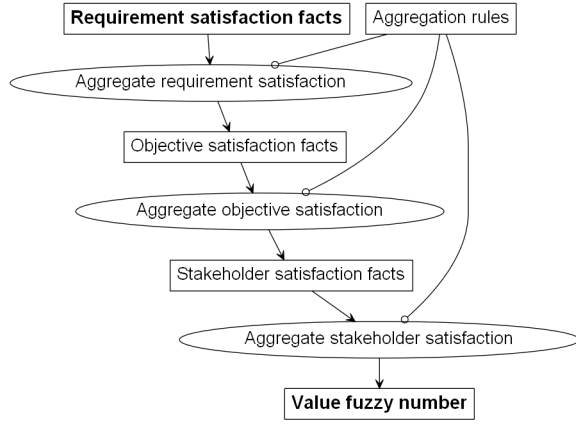 Requirement satisfaction facts
Aggregation rules
Aggregate requirement satisfaction
Objective satisfaction facts
Aggregate objective satisfaction
Stakeholder satisfaction facts
Aggregate stakeholder satisfaction
Value fuzzy number